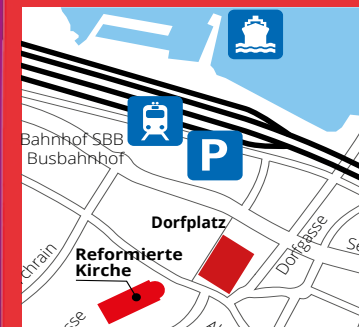 P
Bahnhof SBB
Busbahnhof
Dorfplatz
Dorfgasse
Reformierte
Kirche